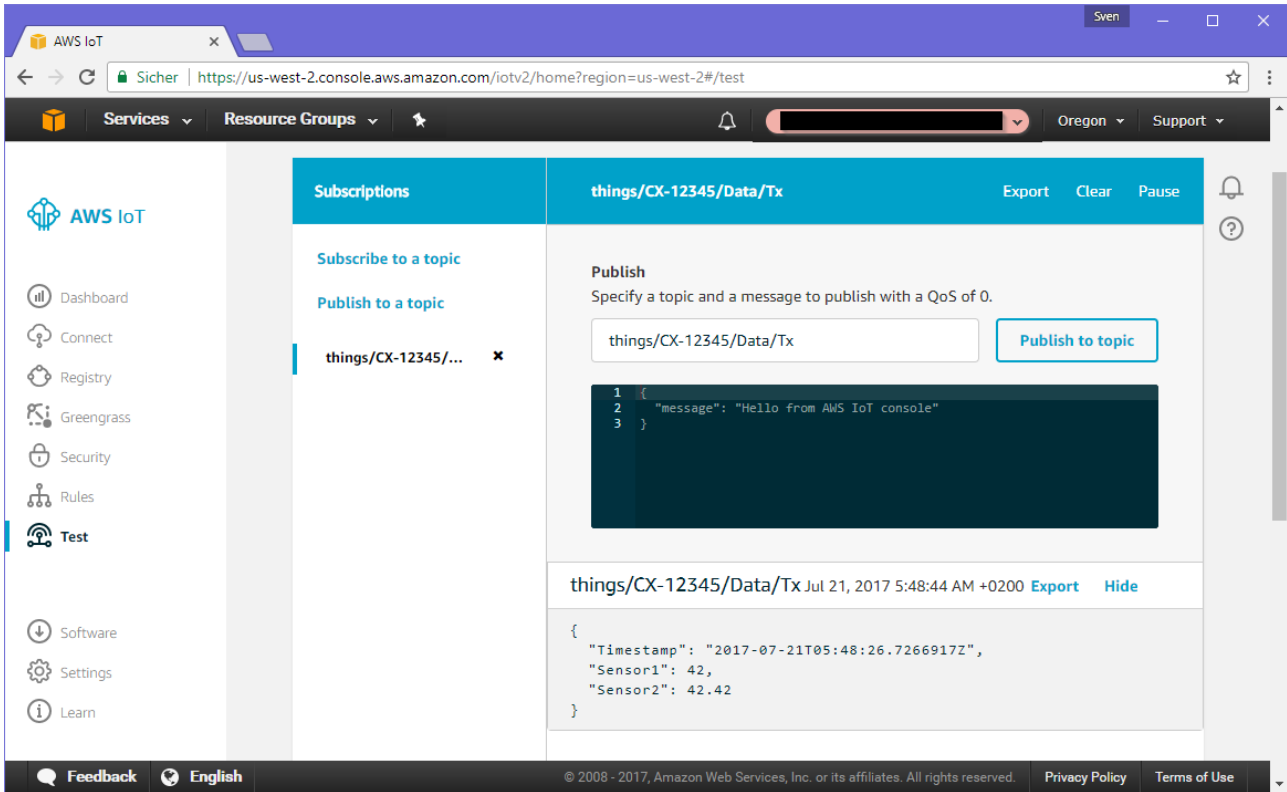 Sven
AWS IoT
Sicher | https://us-west-2.console.aws.amazon.com/iotv2/home?region=us-west-2#/test
Services Resource Groups Oregon Support
AWS IoT
Dashboard
Connect
Registry
Greengrass
Security
Rules
Test
Software
Settings
Learn
Subscriptions
Subscribe to a topic
Publish to a topic
things/CX-12345/...
things/CX-12345/Data/Tx Export Clear Pause
Publish
Specify a topic and a message to publish with a QoS of 0.
things/CX-12345/Data/Tx Publish to topic
1 {
2 "message": "Hello from AWS IoT console"
3 }
things/CX-12345/Data/Tx Jul 21, 2017 5:48:44 AM +0200 Export Hide
{
"Timestamp": "2017-07-21T05:48:26.7266917Z",
"Sensor1": 42,
"Sensor2": 42.42
}
Feedback English © 2008 - 2017, Amazon Web Services, Inc. or its affiliates. All rights reserved. Privacy Policy Terms of Use